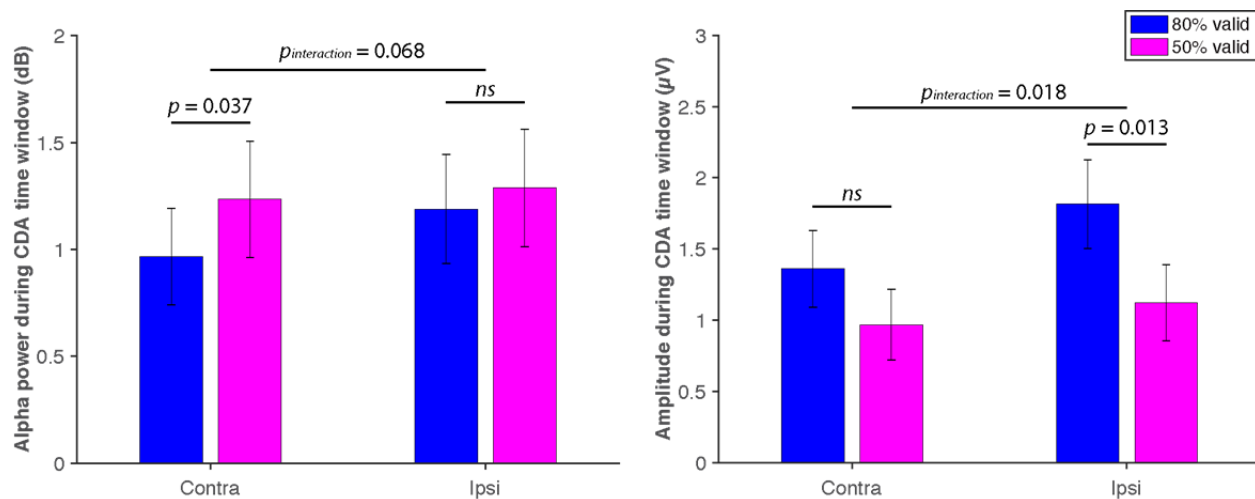 Alpha power during CDA time window (dB)
2
1.5
1
0.5
0
p interaction = 0.068
p = 0.037
ns
Contra
Ipsi
Amplitude during CDA time window (µV)
3
2.5
2
1.5
1
0.5
0
80% valid
50% valid
p interaction = 0.018
p = 0.013
ns
Contra
Ipsi